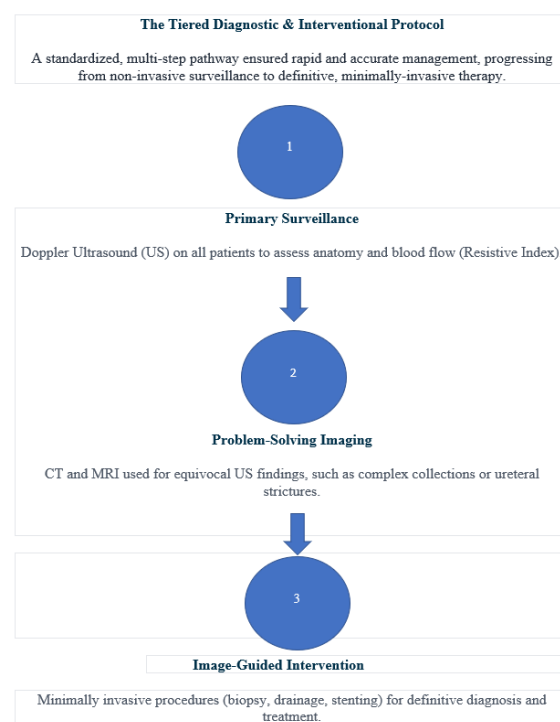 The Tiered Diagnostic & Interventional Protocol
A standardized, multi-step pathway ensured rapid and accurate management, progressing
from non-invasive surveillance to definitive, minimally-invasive therapy.
1
Primary Surveillance
Doppler Ultrasound (US) on all patients to assess anatomy and blood flow (Resistive Index)
2
Problem-Solving Imaging
CT and MRI used for equivocal US findings, such as complex collections or ureteral
strictures.
3
Image-Guided Intervention
Minimally invasive procedures (biopsy, drainage, stenting) for definitive diagnosis and
treatment.